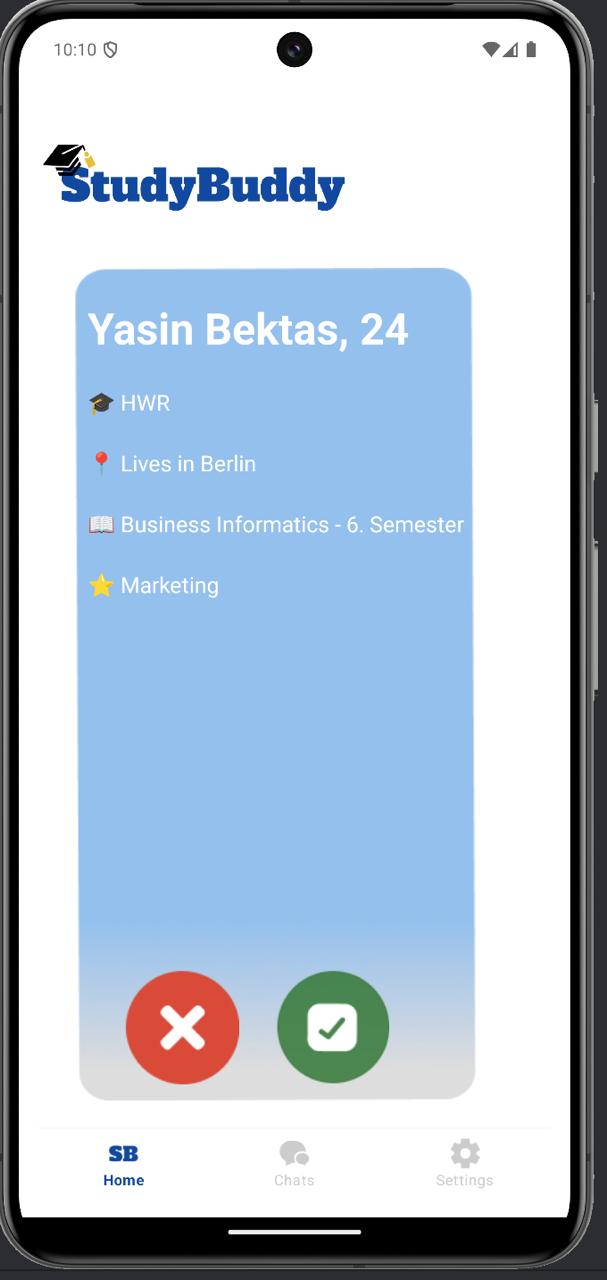 10:10
StudyBuddy
Yasin Bektas, 24
HWR
Lives in Berlin
Business Informatics - 6. Semester
Marketing
SB
Home
Chats
Settings